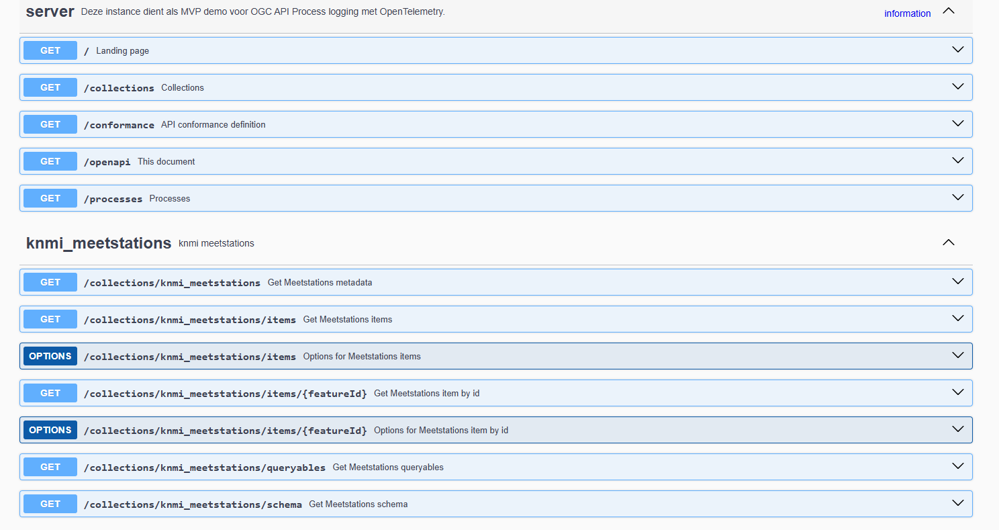 server Deze instance dient als MVP demo voor OGC API Process logging met OpenTelemetry. information
GET / Landing page
GET /collections Collections
GET /conformance API conformance definition
GET /openapi This document
GET /processes Processes
knmi_meetstations knmi meetstations
GET /collections/knmi_meetstations Get Meetstations metadata
GET /collections/knmi_meetstations/items Get Meetstations items
OPTIONS /collections/knmi_meetstations/items Options for Meetstations items
GET /collections/knmi_meetstations/items/{featureId} Get Meetstations item by id
OPTIONS /collections/knmi_meetstations/items/{featureId} Options for Meetstations item by id
GET /collections/knmi_meetstations/queryables Get Meetstations queryables
GET /collections/knmi_meetstations/schema Get Meetstations schema